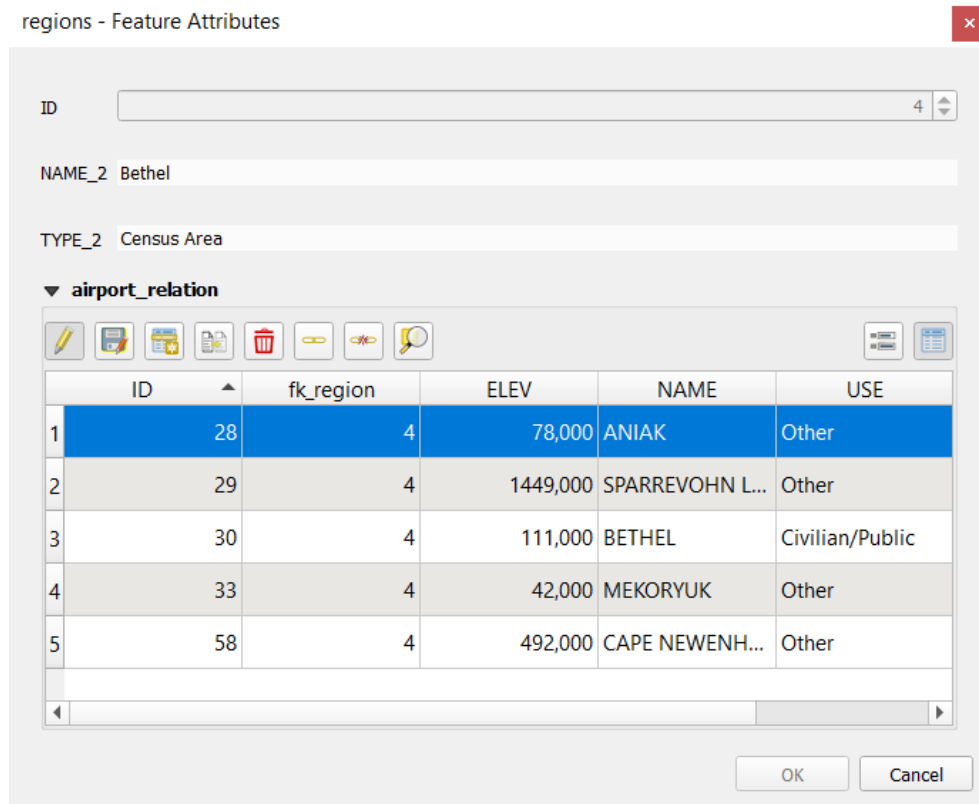 regions - Feature Attributes
ID 4
NAME_2 Bethel
TYPE_2 Census Area
airport_relation
ID fk_region ELEV NAME USE
1 28 4 78,000 ANIAK Other
2 29 4 1449,000 SPARREVOHN L... Other
3 30 4 111,000 BETHEL Civilian/Public
4 33 4 42,000 MEKORYUK Other
5 58 4 492,000 CAPE NEWENH... Other
OK Cancel